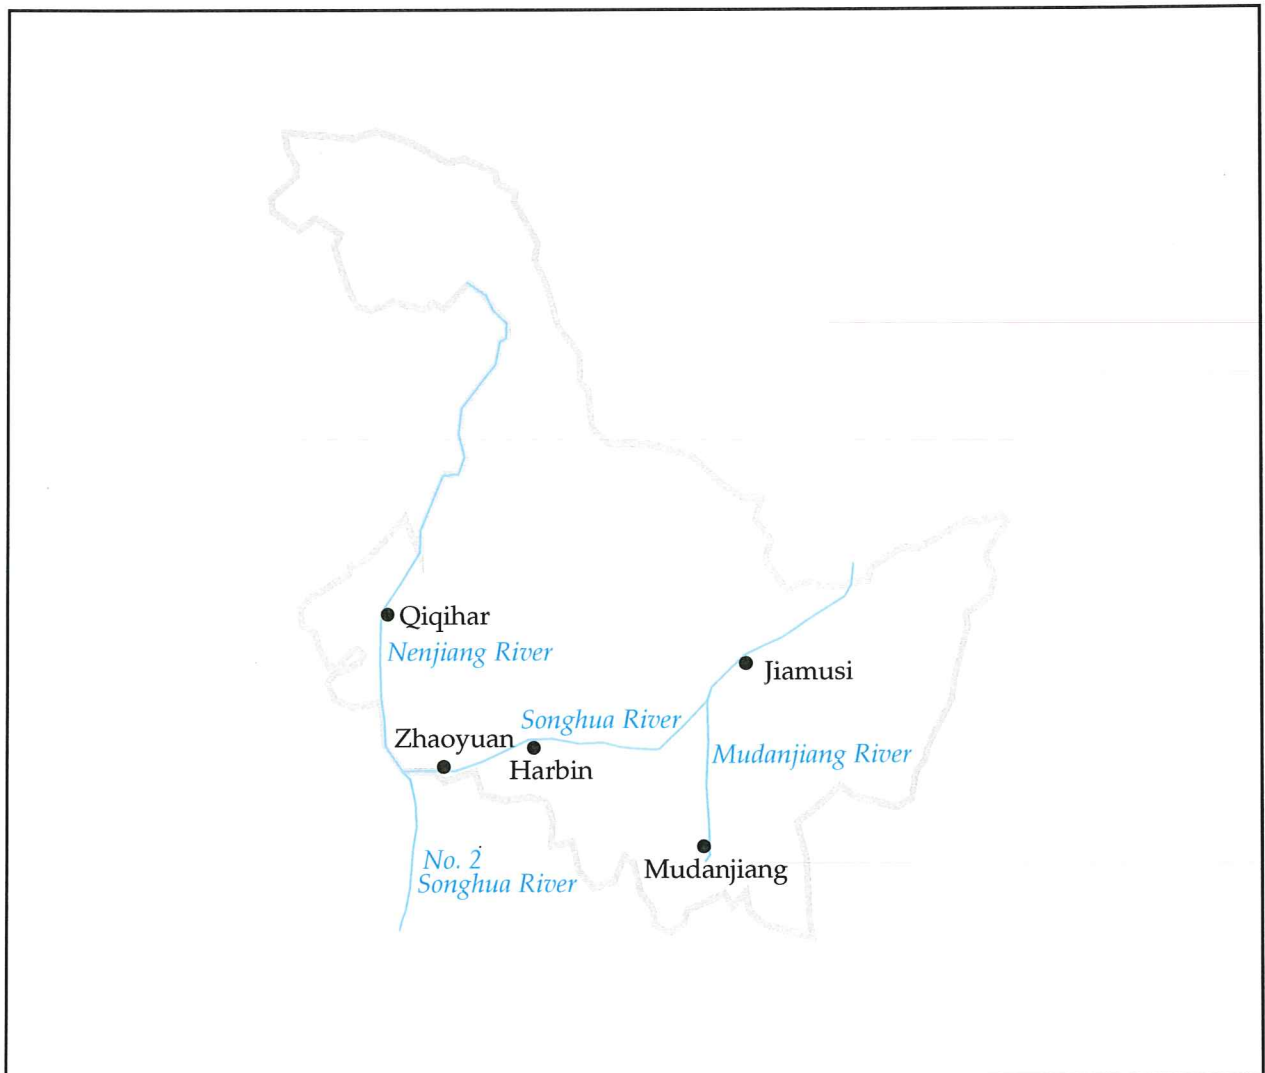 Qiqihar
Nenjiang River
Jiamusi
Songhua River
Zhaoyuan
Mudanjiang River
Harbin
No. 2
Songhua River
Mudanjiang